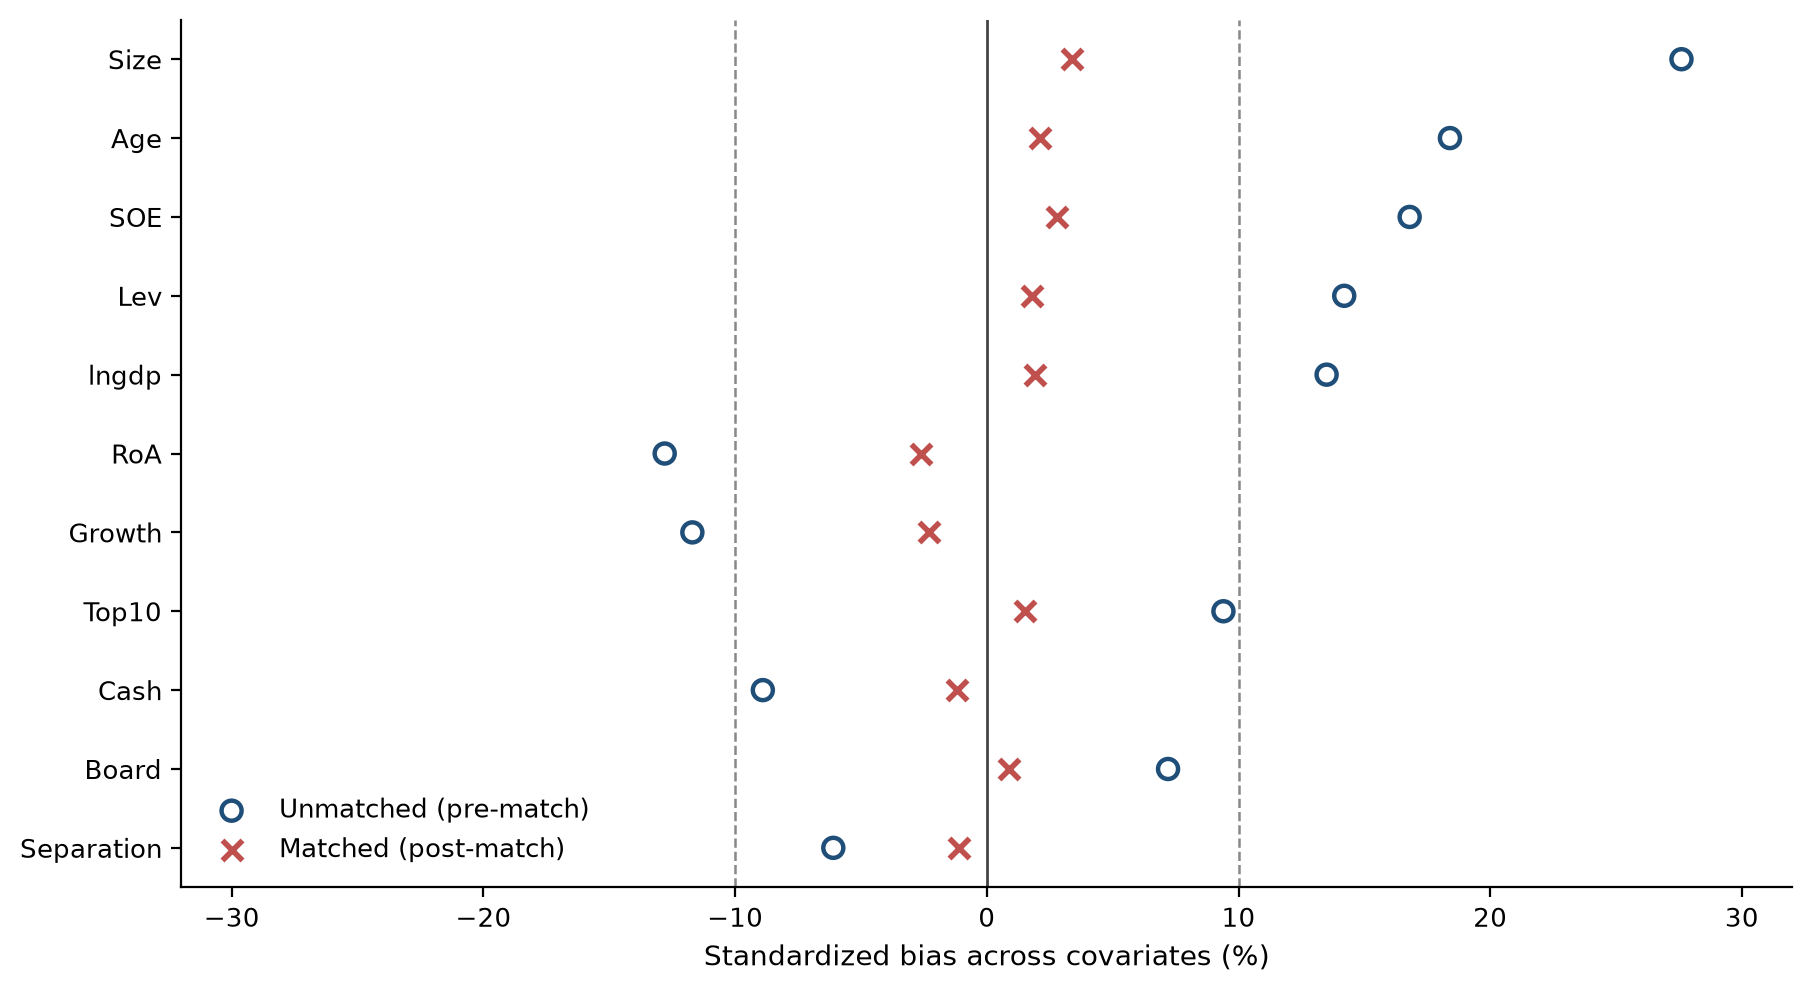 Size
Age
SOE
Lev
lngdp
RoA
Growth
Top10
Cash
Board
Separation
Unmatched (pre-match)
Matched (post-match)
−30 −20 −10 0 10 20 30
Standardized bias across covariates (%)